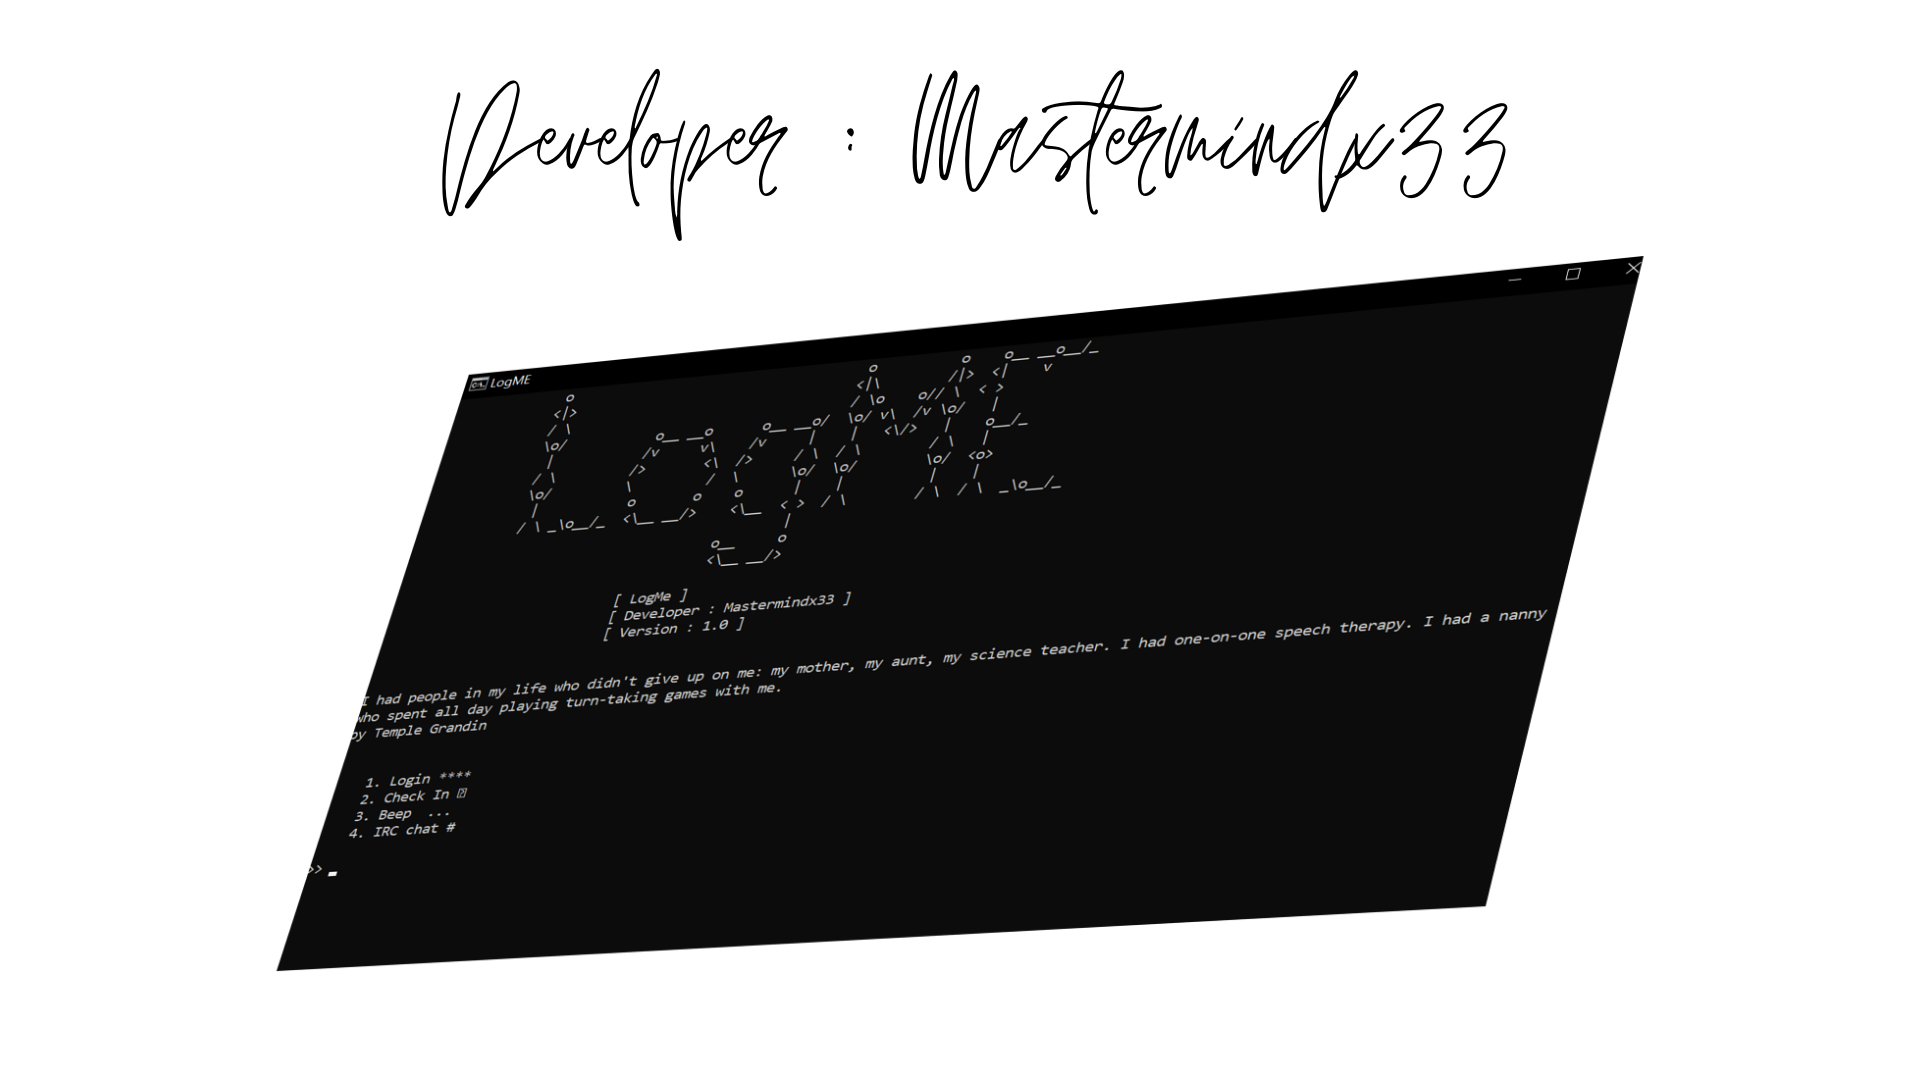 Developer : Mastermindx33
LogME
LogME
[ LogMe ]
[ Developer : Mastermindx33 ]
[ Version : 1.0 ]
I had people in my life who didn't give up on me: my mother, my aunt, my science teacher. I had one-on-one speech therapy. I had a nanny
who spent all day playing turn-taking games with me.
by Temple Grandin
1. Login ****
2. Check In
3. Beep ...
4. IRC chat #
>>